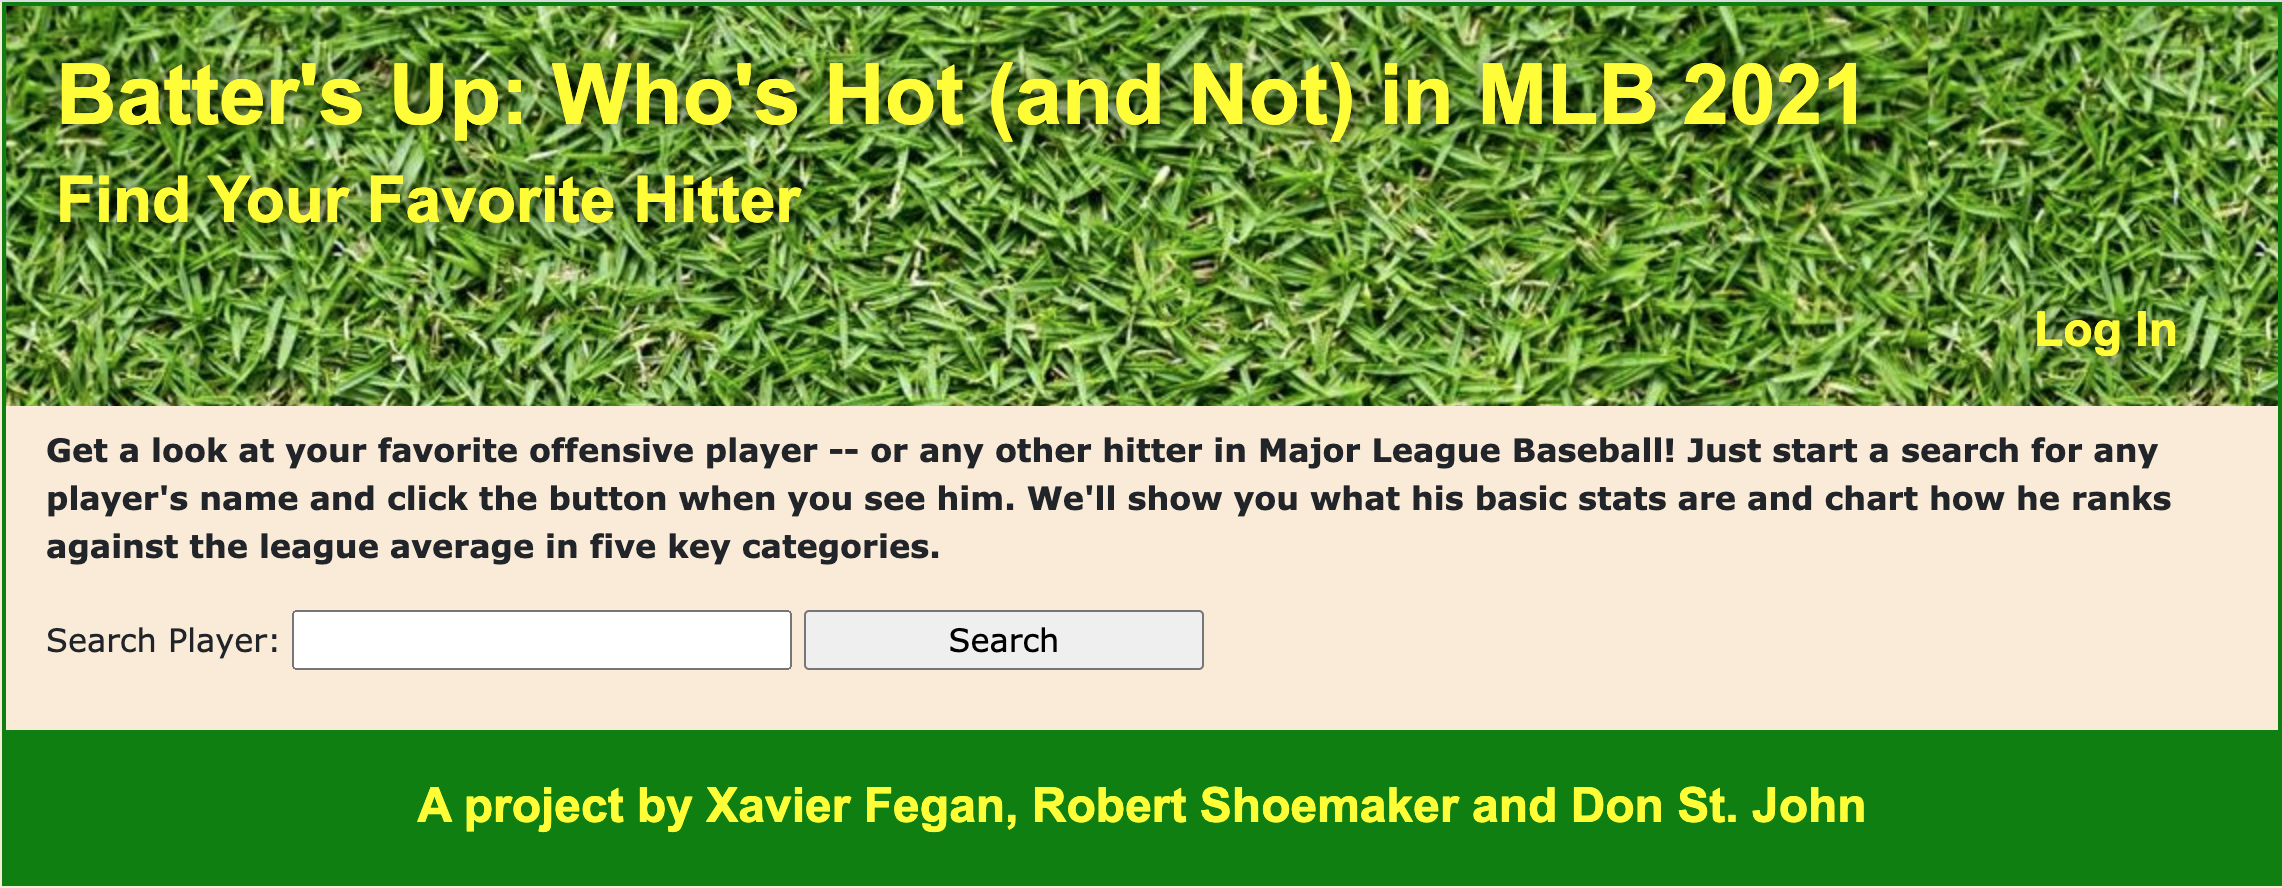 Batter's Up: Who's Hot (and Not) in MLB 2021
Find Your Favorite Hitter
Log In
Get a look at your favorite offensive player -- or any other hitter in Major League Baseball! Just start a search for any
player's name and click the button when you see him. We'll show you what his basic stats are and chart how he ranks
against the league average in five key categories.
Search Player:
Search
A project by Xavier Fegan, Robert Shoemaker and Don St. John